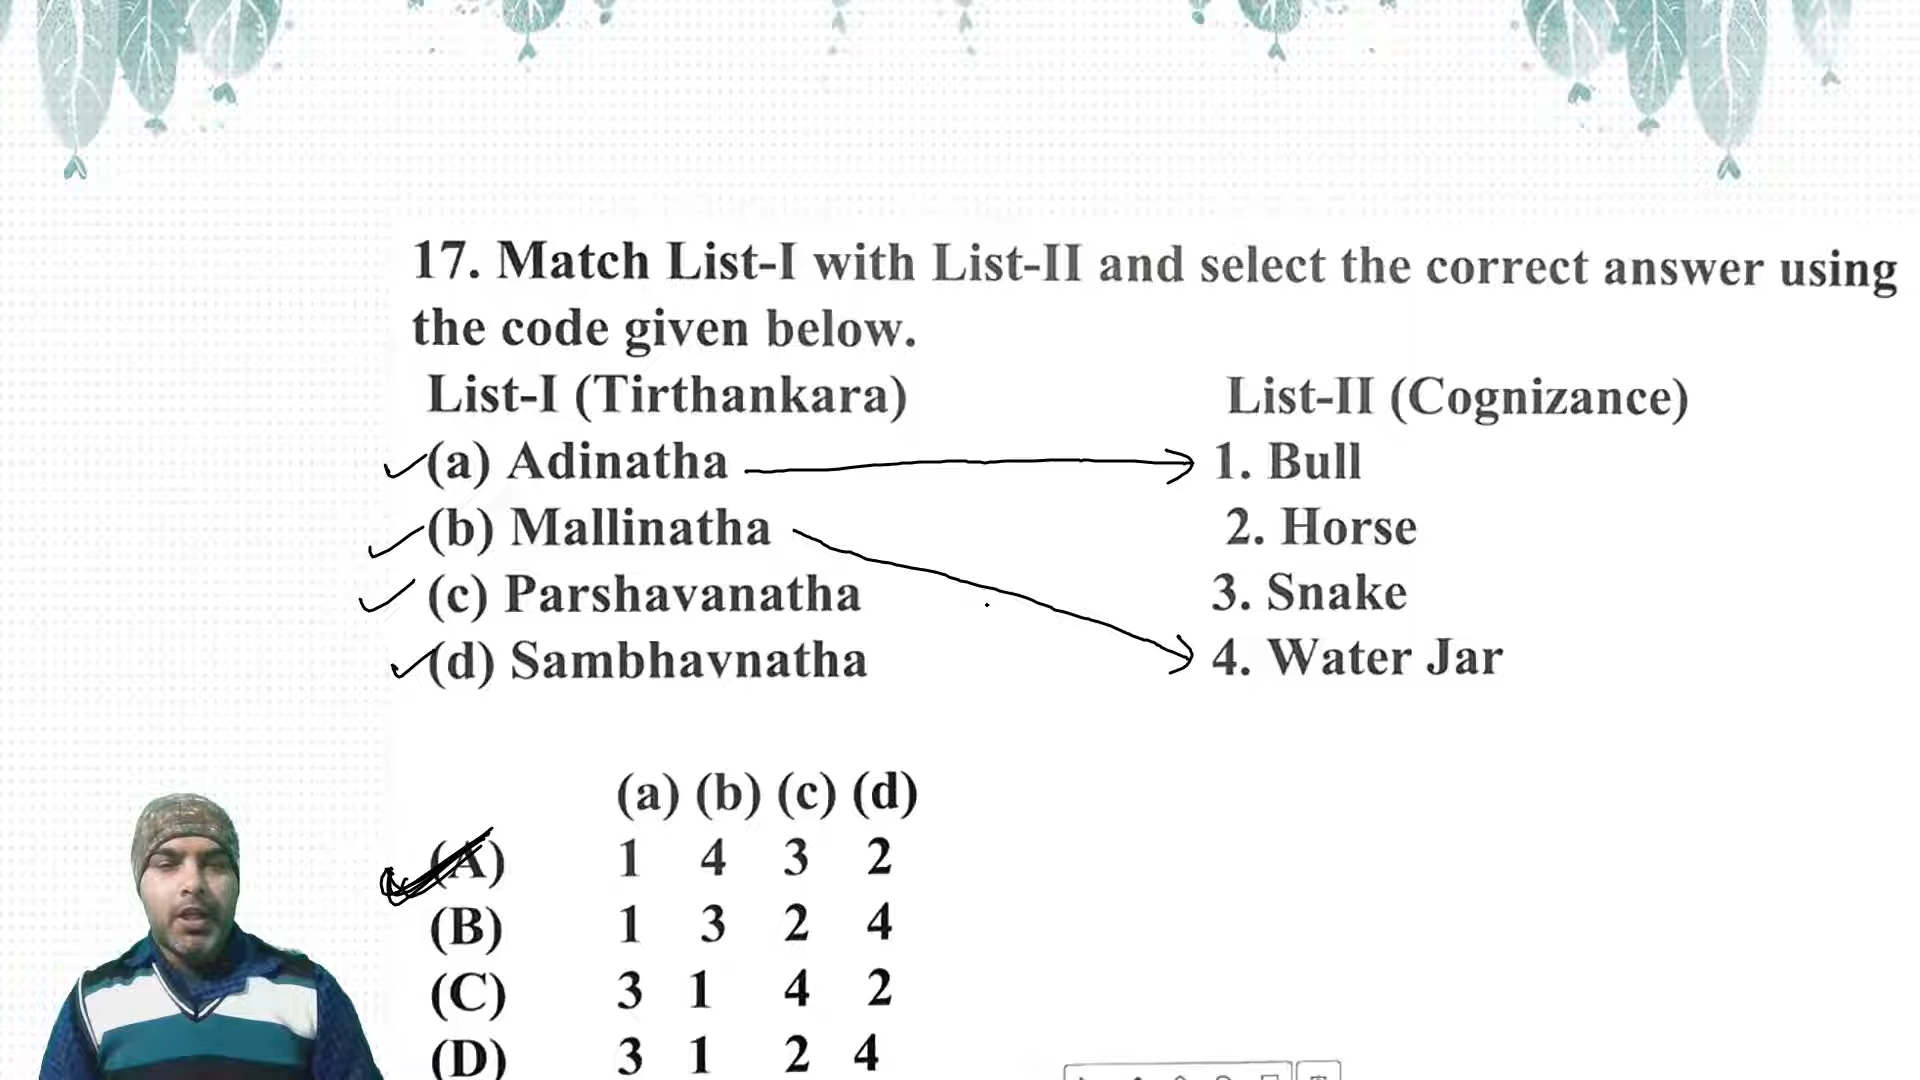 17. Match List-I with List-II and select the correct answer using
the code given below.
List-I (Tirthankara) List-II (Cognizance)
(a) Adinatha 1. Bull
(b) Mallinatha 2. Horse
(c) Parshavanatha 3. Snake
(d) Sambhavnatha 4. Water Jar
(a) (b) (c) (d)
(A) 1 4 3 2
(B) 1 3 2 4
(C) 3 1 4 2
(D) 3 1 2 4